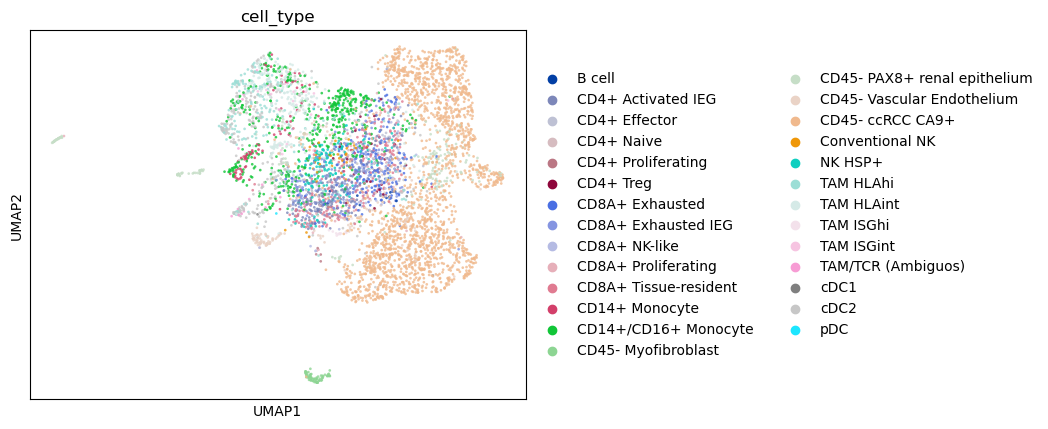 cell_type
UMAP2
UMAP1
B cell
CD4+ Activated IEG
CD4+ Effector
CD4+ Naive
CD4+ Proliferating
CD4+ Treg
CD8A+ Exhausted
CD8A+ Exhausted IEG
CD8A+ NK-like
CD8A+ Proliferating
CD8A+ Tissue-resident
CD14+ Monocyte
CD14+/CD16+ Monocyte
CD45- Myofibroblast
CD45- PAX8+ renal epithelium
CD45- Vascular Endothelium
CD45- ccRCC CA9+
Conventional NK
NK HSP+
TAM HLAhi
TAM HLAint
TAM ISGhi
TAM ISGint
TAM/TCR (Ambiguos)
cDC1
cDC2
pDC